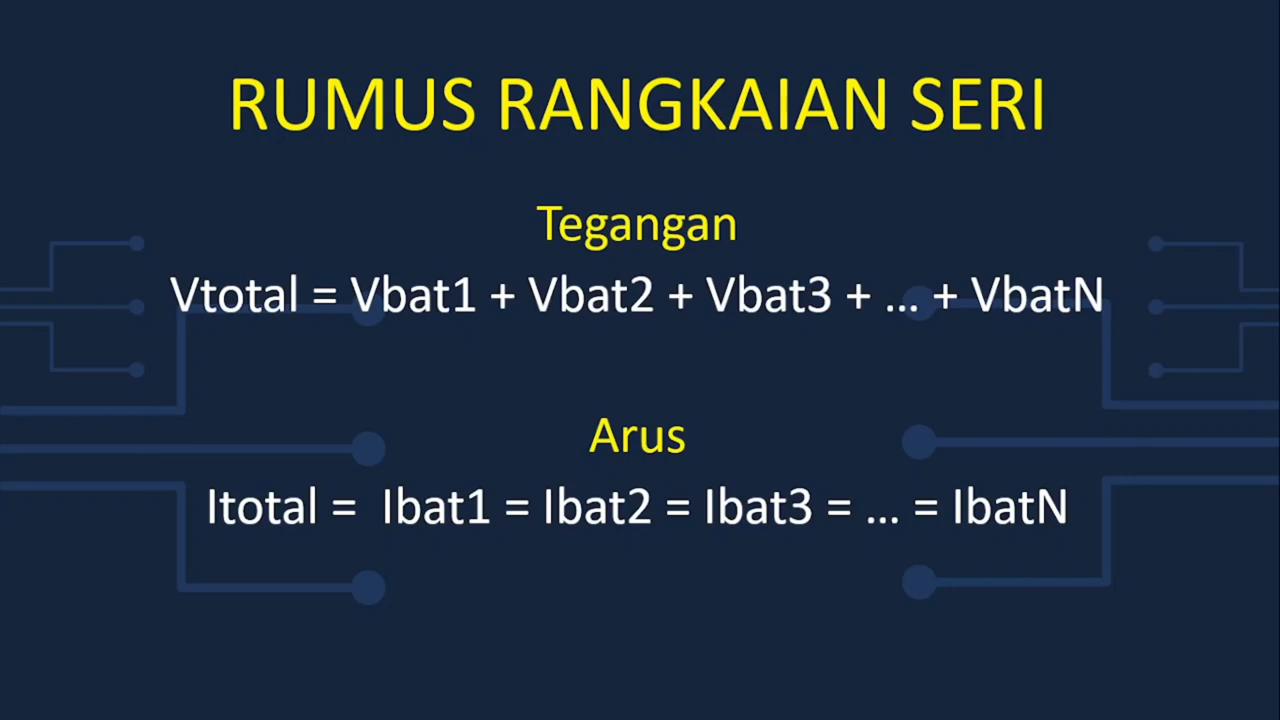 RUMUS RANGKAIAN SERI
Tegangan
Vtotal = Vbat1 + Vbat2 + Vbat3 + ... + VbatN
Arus
Itotal = Ibat1 = Ibat2 = Ibat3 = ... = IbatN